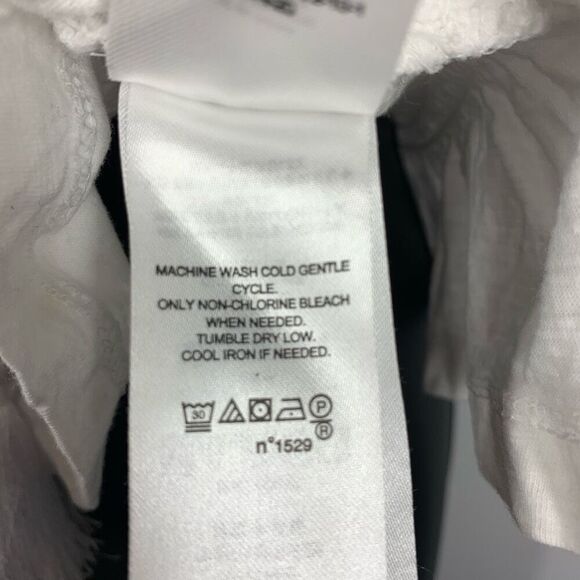 MACHINE WASH COLD GENTLE
CYCLE.
ONLY NON-CHLORINE BLEACH
WHEN NEEDED.
TUMBLE DRY LOW.
COOL IRON IF NEEDED.
30 P
R
n°1529